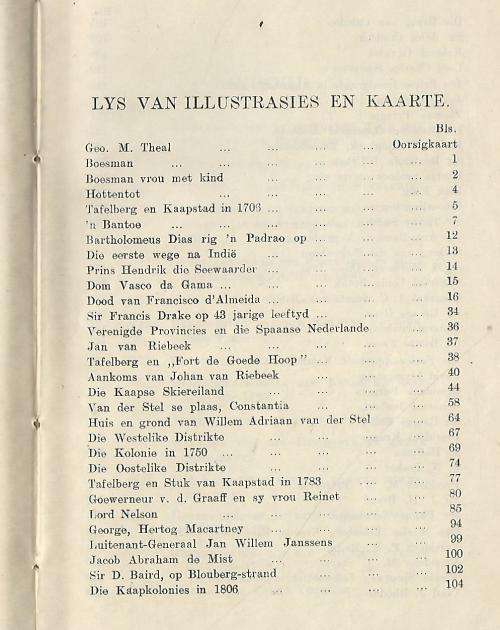 LYS VAN ILLUSTRASIES EN KAARTE.
Bls.
Geo. M. Theal ... ... ... ... Oorsigkaart
Boesman ... ... ... ... ... ... 1
Boesman vrou met kind ... ... ... ... 2
Hottentot ... ... ... ... ... 4
Tafelberg en Kaapstad in 1706 ... ... ... ... 5
'n Bantoe ... ... ... ... ... ... 7
Bartholomeus Dias rig 'n Padrao op ... ... ... 12
Die eerste wege na Indië ... ... ... ... 13
Prins Hendrik die Seewaarder ... ... ... ... 14
Dom Vasco da Gama ... ... ... ... ... 15
Dood van Francisco d'Almeida ... ... ... ... 16
Sir Francis Drake op 43 jarige leeftyd ... ... ... 34
Verenigde Provincies en die Spaanse Nederlande ... 36
Jan van Riebeek ... ... ... ... ... 37
Tafelberg en ,,Fort de Goede Hoop" ... ... ... 38
Aankoms van Johan van Riebeek ... ... ... 40
Die Kaapse Skiereiland ... ... ... ... 44
Van der Stel se plaas, Constantia ... ... ... 58
Huis en grond van Willem Adriaan van der Stel ... 64
Die Westelike Distrikte ... ... ... ... 67
Die Kolonie in 1750 ... ... ... ... ... 69
Die Oostelike Distrikte ... ... ... ... 74
Tafelberg en Stuk van Kaapstad in 1783 .... ... 77
Goewerneur v. d. Graaff en sy vrou Reinet ... ... 80
Lord Nelson ... ... ... ... ... 85
George, Hertog Macartney ... ... ... ... 94
Luitenant-Generaal Jan Willem Janssens ... ... 99
Jacob Abraham de Mist ... ... ... ... 100
Sir D. Baird, op Blouberg-strand ... ... ... 102
Die Kaapkolonies in 1806 ... ... ... ... 104